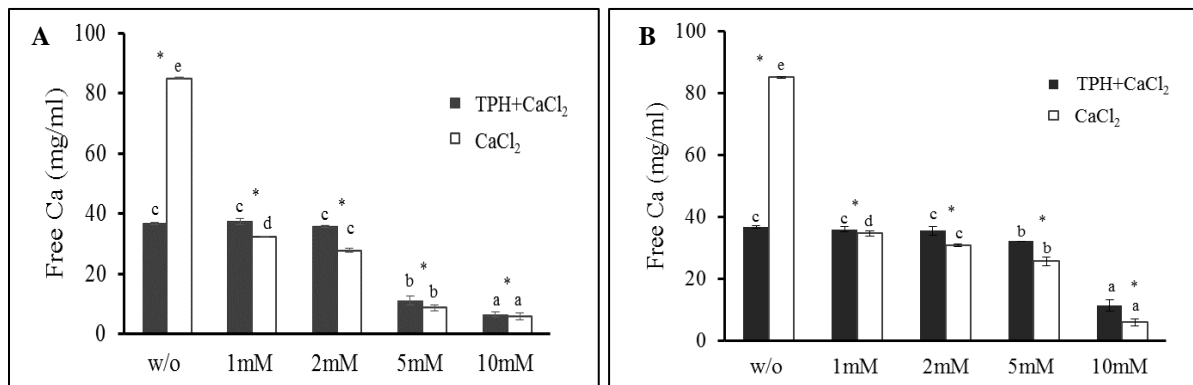 A
Free Ca (mg/ml)
100
80
60
40
20
0
* e
c
c * d
c * c
b * b
a * a
TPH+CaCl₂
CaCl₂
w/o 1mM 2mM 5mM 10mM
B
Free Ca (mg/ml)
100
80
60
40
20
0
* e
c
c * d
c * c
b * b
a * a
TPH+CaCl₂
CaCl₂
w/o 1mM 2mM 5mM 10mM